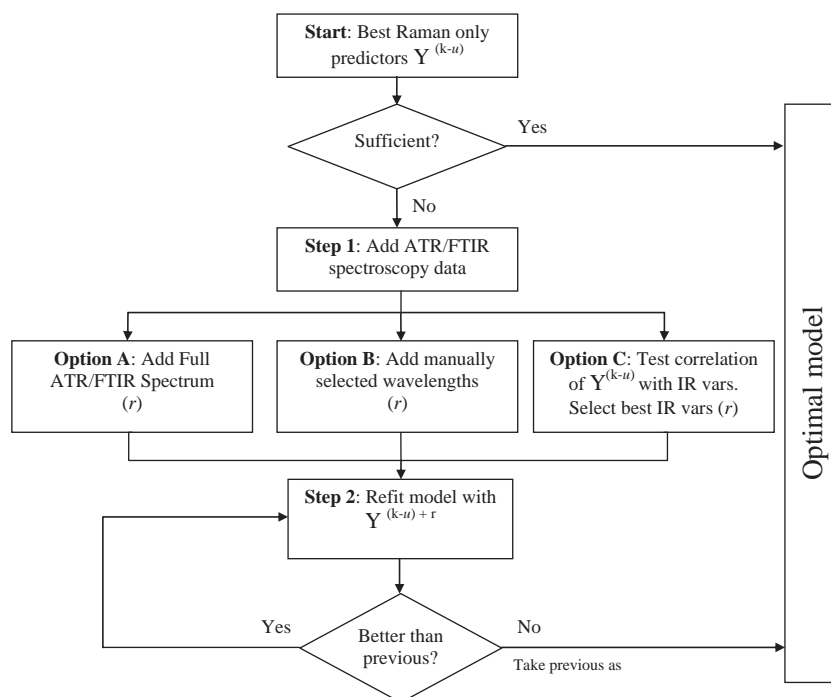 Start: Best Raman only
predictors Y (k-u)
Sufficient?
Yes
No
Step 1: Add ATR/FTIR
spectroscopy data
Option A: Add Full
ATR/FTIR Spectrum
(r)
Option B: Add manually
selected wavelengths
(r)
Option C: Test correlation
of Y(k-u) with IR vars.
Select best IR vars (r)
Step 2: Refit model with
Y (k-u) + r
Better than
previous?
Yes
No
Take previous as
Optimal model